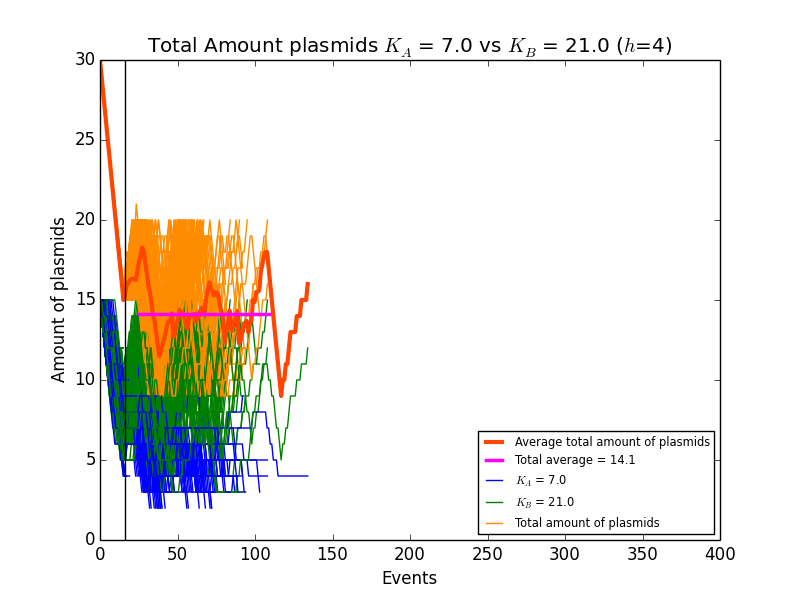 Total Amount plasmids K_A = 7.0 vs K_B = 21.0 (h=4)
30
25
20
15
10
5
0
Amount of plasmids
Average total amount of plasmids
Total average = 14.1
K_A = 7.0
K_B = 21.0
Total amount of plasmids
0 50 100 150 200 250 300 350 400
Events